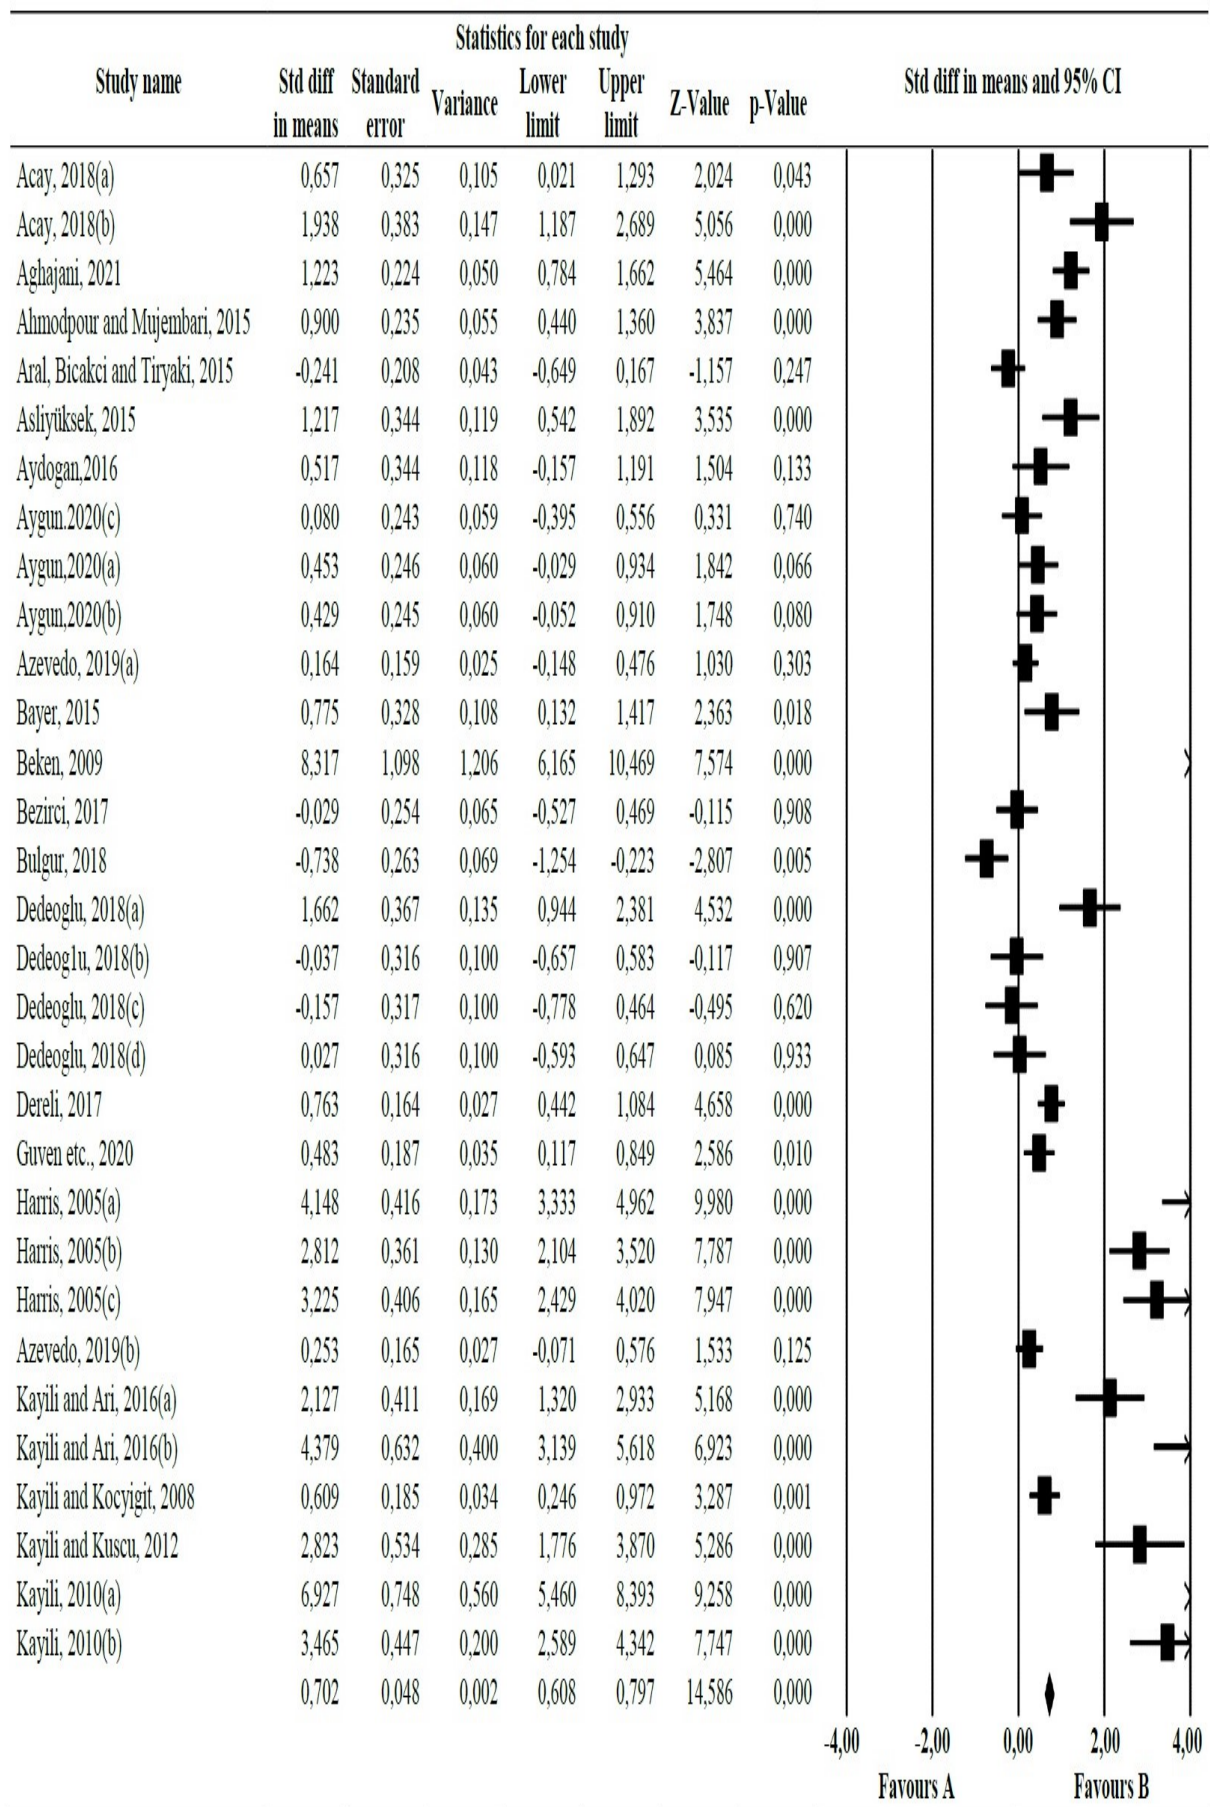 Statistics for each study
Study name Std diff in means Standard error Variance Lower limit Upper limit Z-Value p-Value Std diff in means and 95% CI
Acay, 2018(a) 0,657 0,325 0,105 0,021 1,293 2,024 0,043
Acay, 2018(b) 1,938 0,383 0,147 1,187 2,689 5,056 0,000
Aghajani, 2021 1,223 0,224 0,050 0,784 1,662 5,464 0,000
Ahmodpour and Mujembari, 2015 0,900 0,235 0,055 0,440 1,360 3,837 0,000
Aral, Bicakci and Tiryaki, 2015 -0,241 0,208 0,043 -0,649 0,167 -1,157 0,247
Asliyüksek, 2015 1,217 0,344 0,119 0,542 1,892 3,535 0,000
Aydogan,2016 0,517 0,344 0,118 -0,157 1,191 1,504 0,133
Aygun.2020(c) 0,080 0,243 0,059 -0,395 0,556 0,331 0,740
Aygun,2020(a) 0,453 0,246 0,060 -0,029 0,934 1,842 0,066
Aygun,2020(b) 0,429 0,245 0,060 -0,052 0,910 1,748 0,080
Azevedo, 2019(a) 0,164 0,159 0,025 -0,148 0,476 1,030 0,303
Bayer, 2015 0,775 0,328 0,108 0,132 1,417 2,363 0,018
Beken, 2009 8,317 1,098 1,206 6,165 10,469 7,574 0,000
Bezirci, 2017 -0,029 0,254 0,065 -0,527 0,469 -0,115 0,908
Bulgur, 2018 -0,738 0,263 0,069 -1,254 -0,223 -2,807 0,005
Dedeoglu, 2018(a) 1,662 0,367 0,135 0,944 2,381 4,532 0,000
Dedeog1u, 2018(b) -0,037 0,316 0,100 -0,657 0,583 -0,117 0,907
Dedeoglu, 2018(c) -0,157 0,317 0,100 -0,778 0,464 -0,495 0,620
Dedeoglu, 2018(d) 0,027 0,316 0,100 -0,593 0,647 0,085 0,933
Dereli, 2017 0,763 0,164 0,027 0,442 1,084 4,658 0,000
Guven etc., 2020 0,483 0,187 0,035 0,117 0,849 2,586 0,010
Harris, 2005(a) 4,148 0,416 0,173 3,333 4,962 9,980 0,000
Harris, 2005(b) 2,812 0,361 0,130 2,104 3,520 7,787 0,000
Harris, 2005(c) 3,225 0,406 0,165 2,429 4,020 7,947 0,000
Azevedo, 2019(b) 0,253 0,165 0,027 -0,071 0,576 1,533 0,125
Kayili and Ari, 2016(a) 2,127 0,411 0,169 1,320 2,933 5,168 0,000
Kayili and Ari, 2016(b) 4,379 0,632 0,400 3,139 5,618 6,923 0,000
Kayili and Kocyigit, 2008 0,609 0,185 0,034 0,246 0,972 3,287 0,001
Kayili and Kuscu, 2012 2,823 0,534 0,285 1,776 3,870 5,286 0,000
Kayili, 2010(a) 6,927 0,748 0,560 5,460 8,393 9,258 0,000
Kayili, 2010(b) 3,465 0,447 0,200 2,589 4,342 7,747 0,000
0,702 0,048 0,002 0,608 0,797 14,586 0,000
-4,00 -2,00 0,00 2,00 4,00
Favours A Favours B